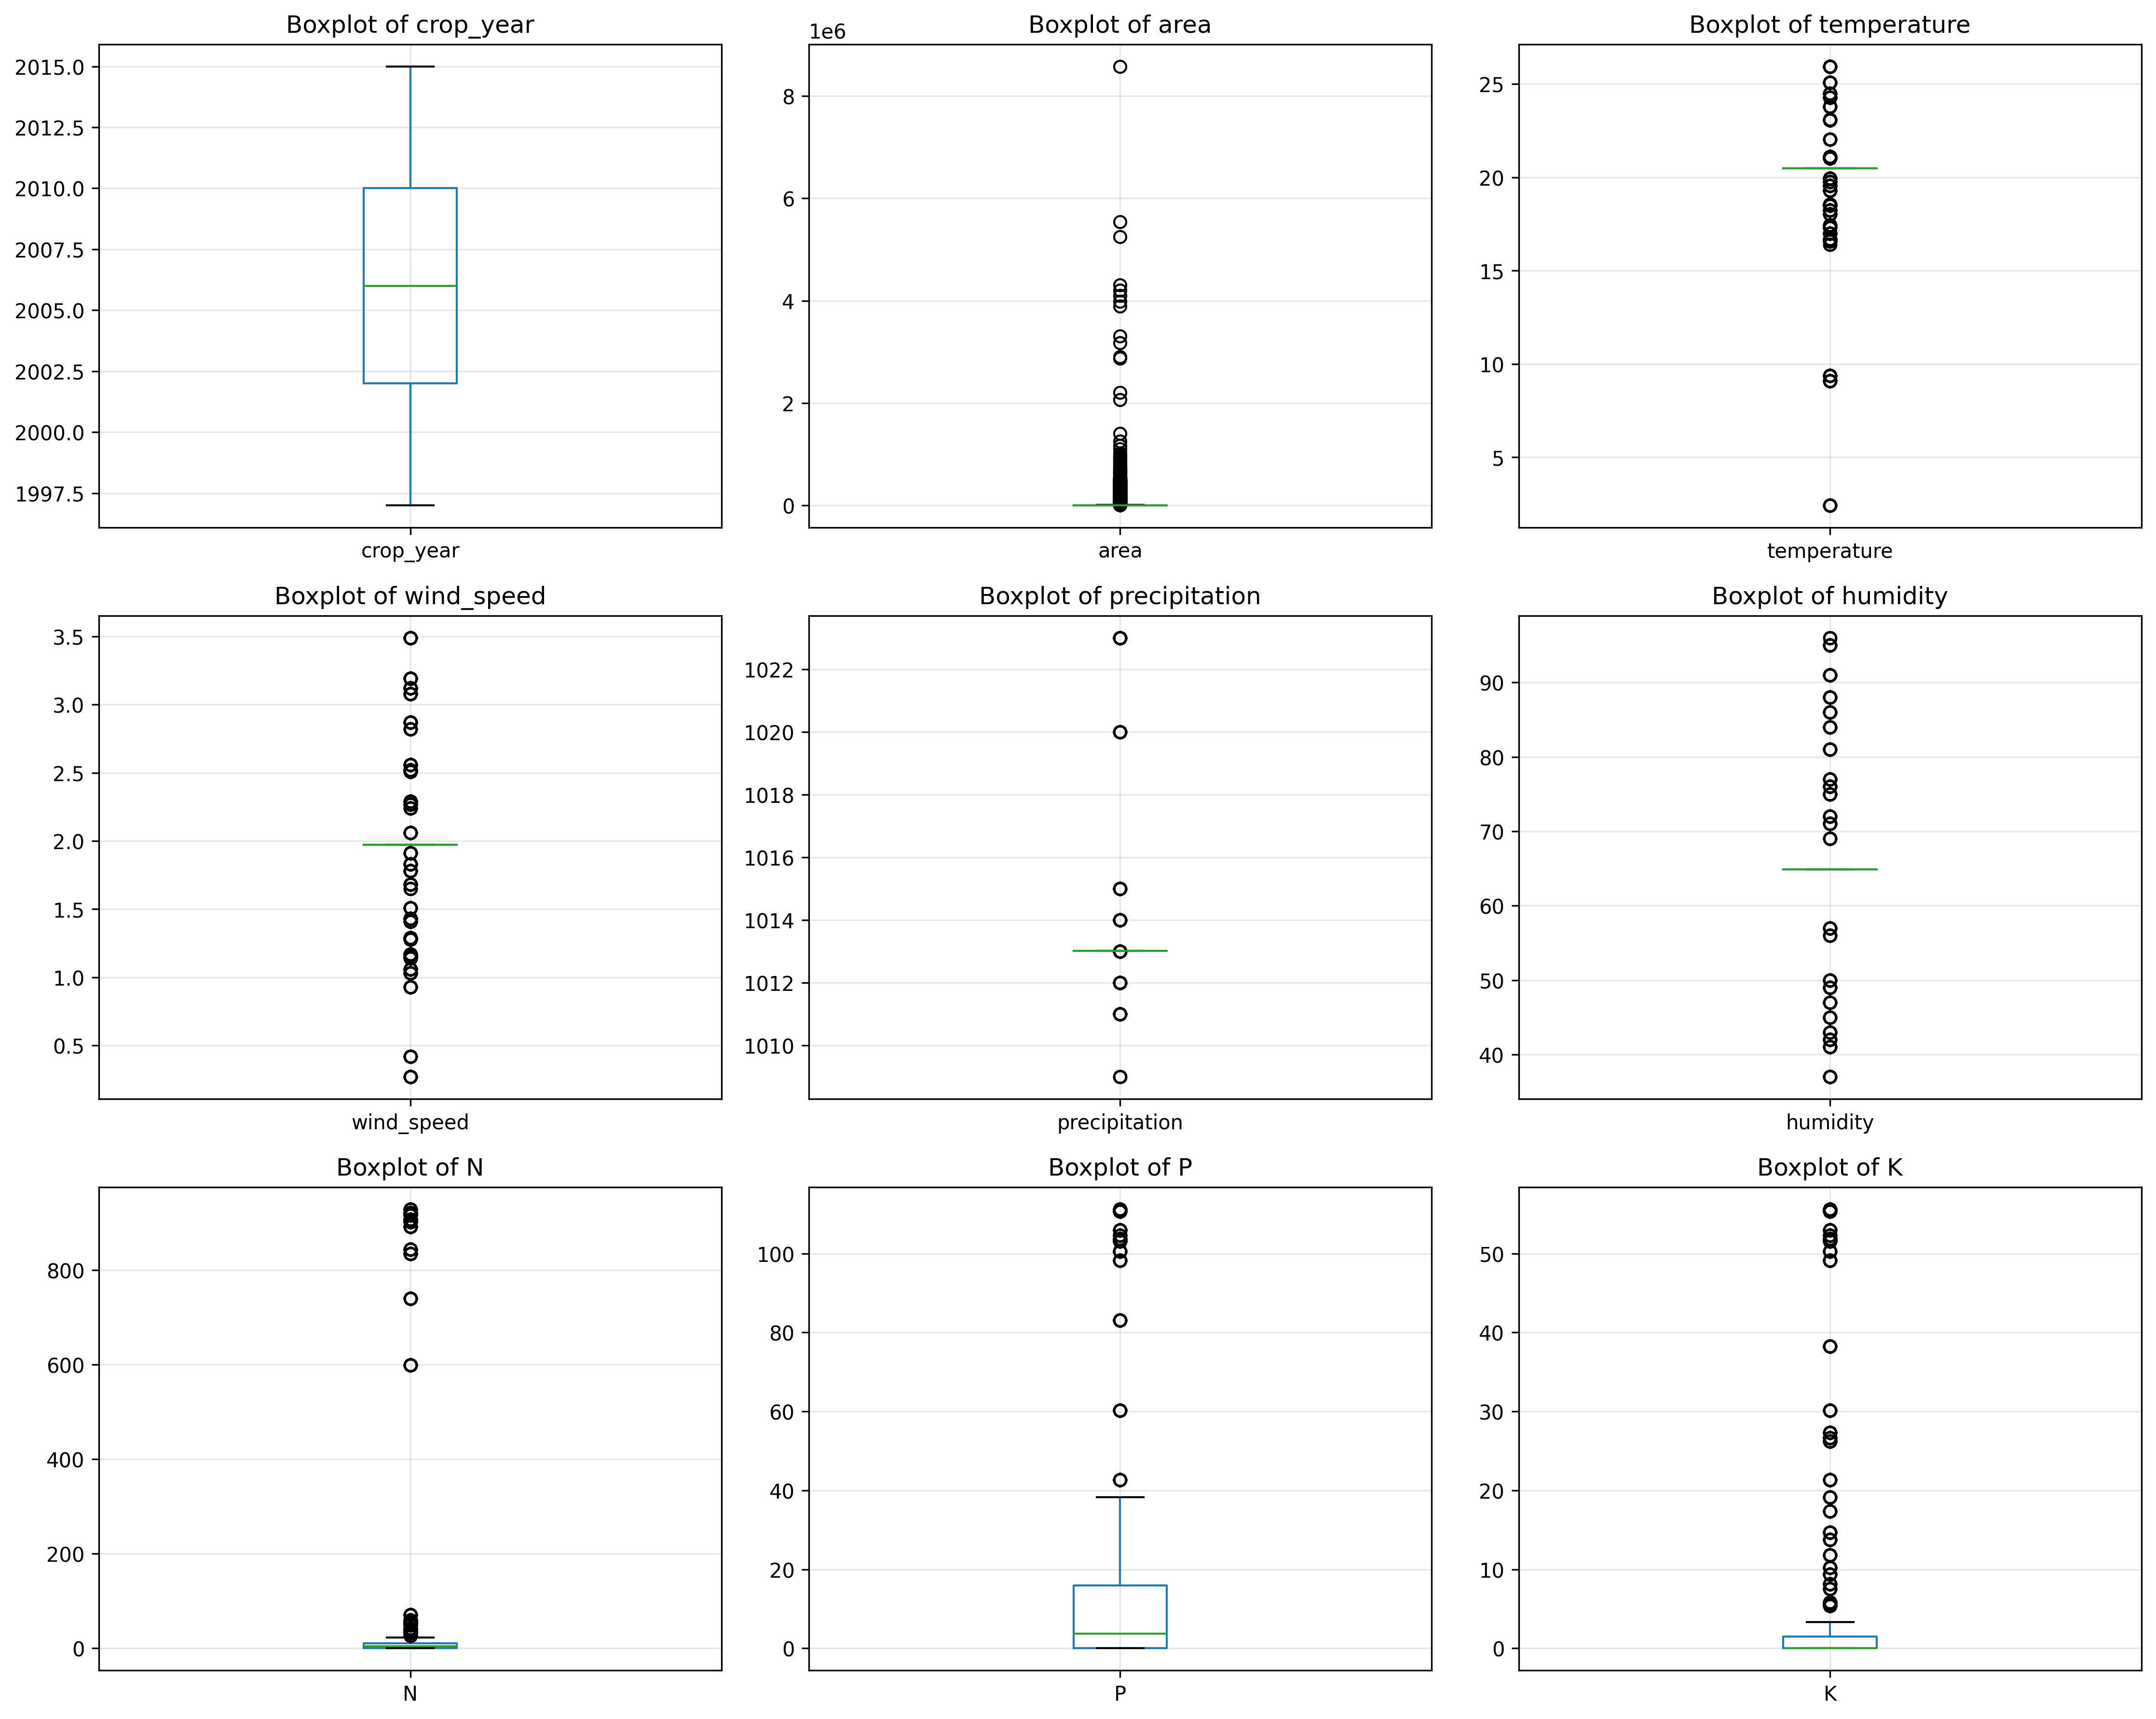 Boxplot of crop_year
2015.0
2012.5
2010.0
2007.5
2005.0
2002.5
2000.0
1997.5
crop_year
Boxplot of area
1e6
8
6
4
2
0
area
Boxplot of temperature
25
20
15
10
5
temperature
Boxplot of wind_speed
3.5
3.0
2.5
2.0
1.5
1.0
0.5
wind_speed
Boxplot of precipitation
1022
1020
1018
1016
1014
1012
1010
precipitation
Boxplot of humidity
90
80
70
60
50
40
humidity
Boxplot of N
800
600
400
200
0
N
Boxplot of P
100
80
60
40
20
0
P
Boxplot of K
50
40
30
20
10
0
K